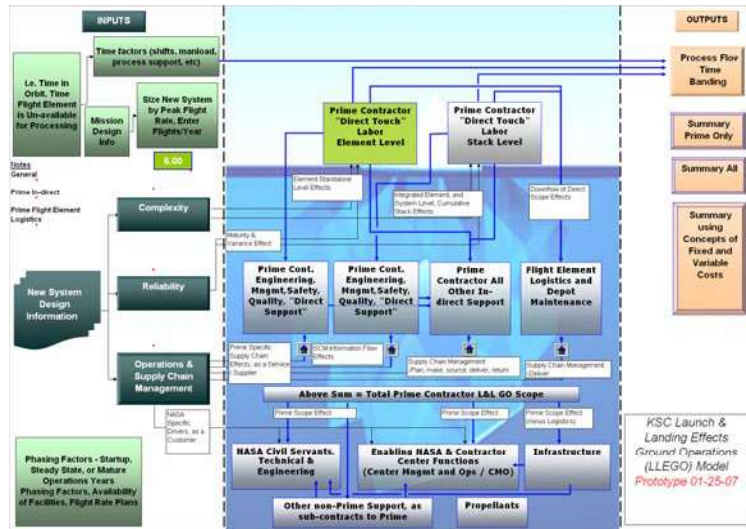 INPUTS
OUTPUTS
Time factors (shifts, manload,
process support, etc)
i.e. Time in
Orbit, Time
Flight Element
is Un-available
for Processing
Mission
Design
Info
Size New System
by Peak Flight
Rate, Enter
Flights/Year
6.00
Notes
General
Prime In-direct
Prime Flight Element
Logistics
Complexity
Reliability
Operations &
Supply Chain
Management
New System
Design
Information
Phasing Factors - Startup,
Steady State, or Mature
Operations Years
Phasing Factors, Availability
of Facilities, Flight Rate Plans
Prime Contractor
"Direct Touch"
Labor
Element Level
Prime Contractor
"Direct Touch"
Labor
Stack Level
Element Standalone
Level Effects
Integrated Element, and
System Level, Cumulative
Stack Effects
Downflow of Direct
Scope Effects
Maturity &
Variance Effect
Prime Cont.
Engineering,
Mngmt,Safety,
Quality, "Direct
Support"
Prime Cont.
Engineering,
Mngmt,Safety,
Quality, "Direct
Support"
Prime
Contractor All
Other In-
direct Support
Flight Element
Logistics and
Depot
Maintenance
Prime Specific
Supply Chain
Effects, as a Service
- Supplier
SCM Information Flow
Effects
Supply Chain Management
-Plan, make, source, deliver, return
Supply Chain Management
- Deliver
Above Sum = Total Prime Contractor L&L GO Scope
NASA
Specific
Drivers, as a
Customer
Prime Scope Effect
Prime Scope Effect
Prime Scope Effect
(minus Logistics)
NASA Civil Servants,
Technical &
Engineering
Enabling NASA & Contractor
Center Functions
(Center Mngmt and Ops / CMO)
Infrastructure
Other non-Prime Support, as
sub-contracts to Prime
Propellants
Process Flow
Time
Banding
Summary
Prime Only
Summary All
Summary
using
Concepts of
Fixed and
Variable
Costs
KSC Launch &
Landing Effects
Ground Operations
(LLEGO) Model
Prototype 01-25-07